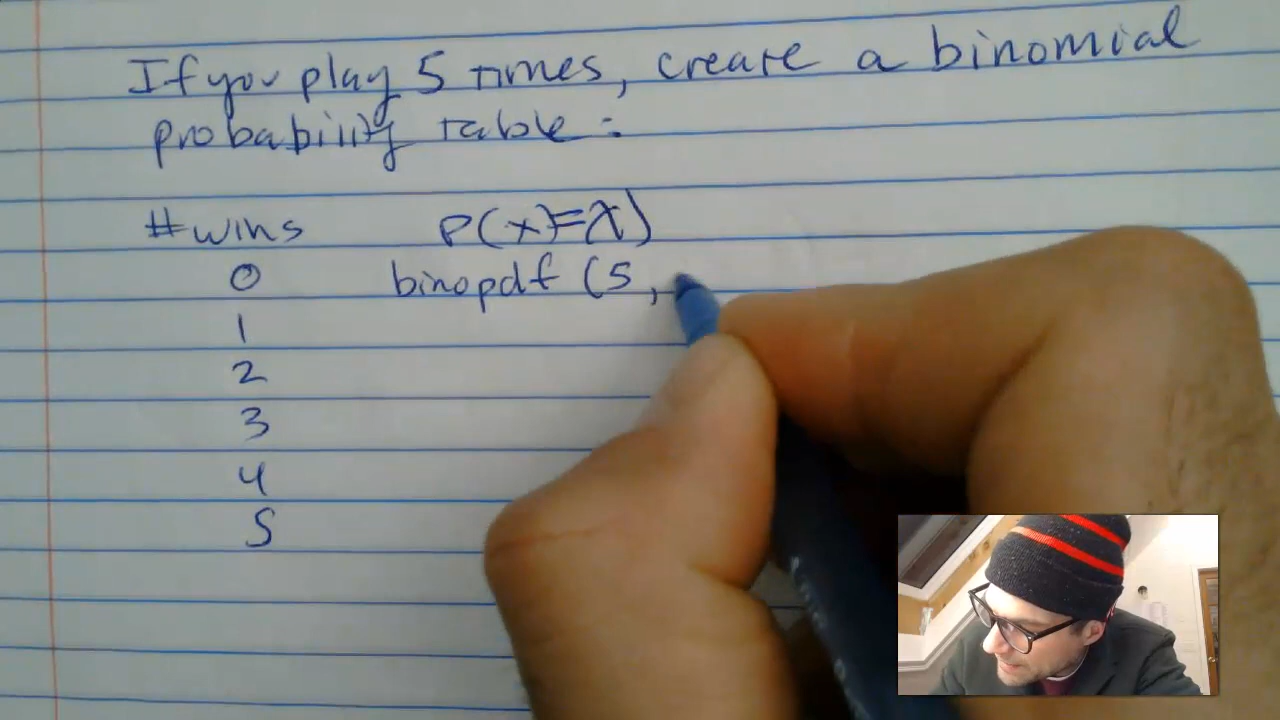 If you play 5 times, create a binomial
probability table:
#wins P(x)=x)
0 binopdf (5,
1
2
3
4
5